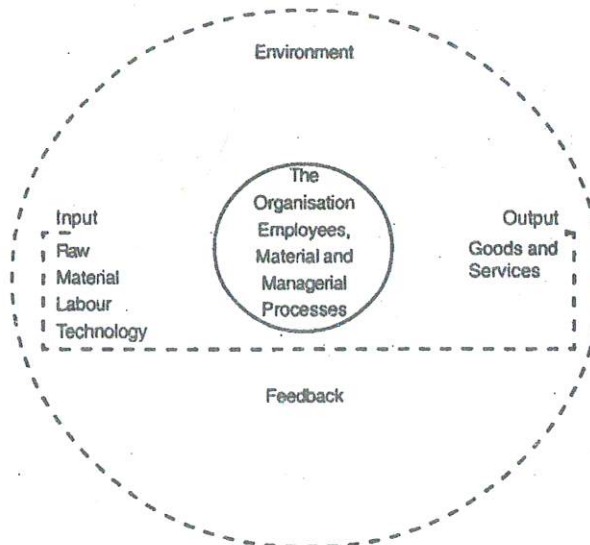 Environment
Input
Raw
Material
Labour
Technology
The
Organisation
Employees,
Material and
Managerial
Processes
Output
Goods and
Services
Feedback